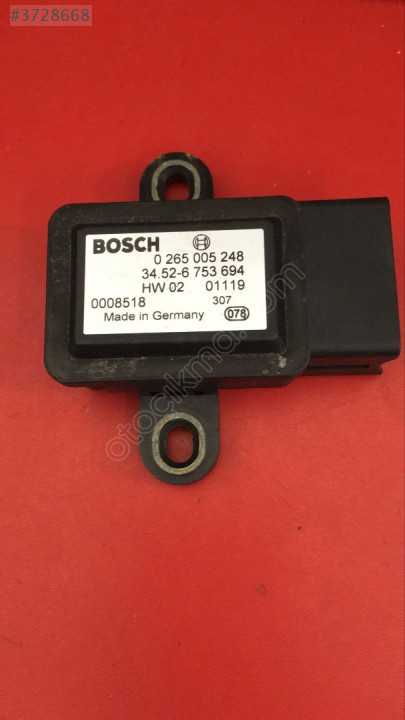 #3728668
BOSCH
0 265 005 248
34.52-6 753 694
HW 02 01119
0008518 307
Made in Germany 076
otocikma.com